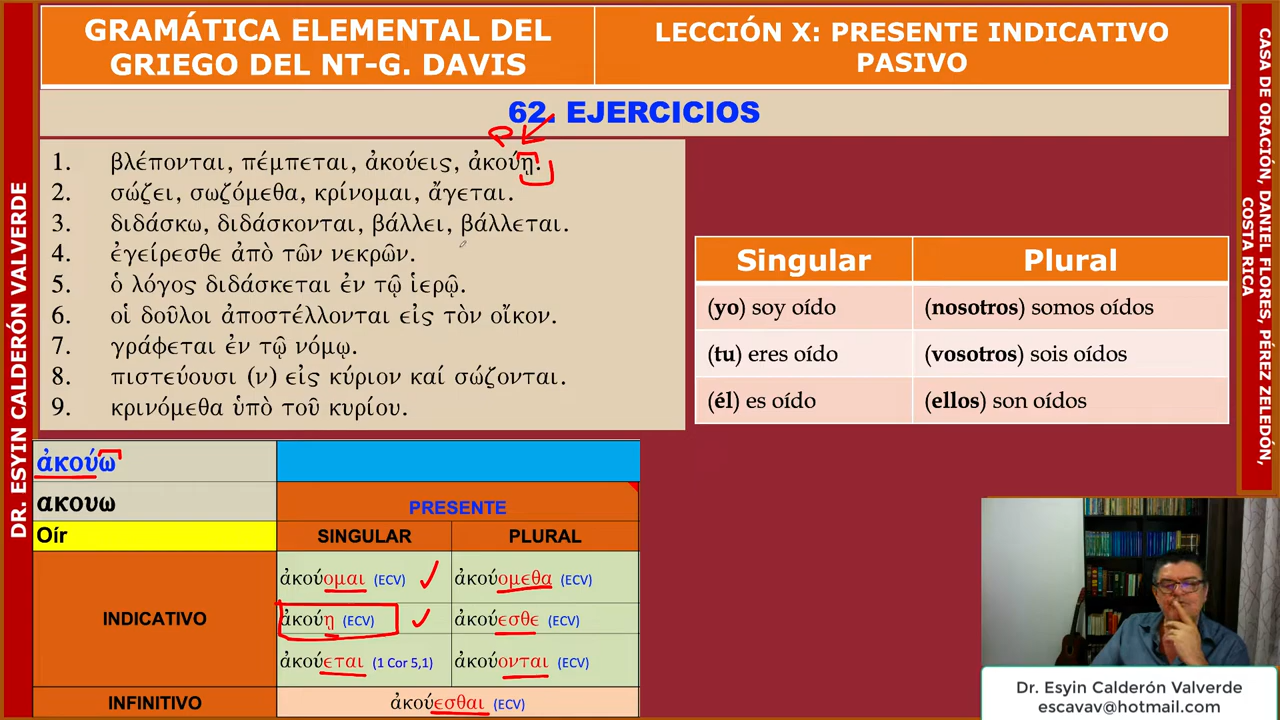 GRAMÁTICA ELEMENTAL DEL
GRIEGO DEL NT-G. DAVIS
LECCIÓN X: PRESENTE INDICATIVO
PASIVO
62. EJERCICIOS
P
1. βλέπονται, πέμπεται, ἀκούεις, ἀκούῃ.
2. σώζει, σωζόμεθα, κρίνομαι, ἄγεται.
3. διδάσκω, διδάσκονται, βάλλει, βάλλεται.
4. ἐγείρεσθε ἀπὸ τῶν νεκρῶν.
5. ὁ λόγος διδάσκεται ἐν τῷ ἱερῷ.
6. οἱ δοῦλοι ἀποστέλλονται εἰς τὸν οἴκον.
7. γράφεται ἐν τῷ νόμῳ.
8. πιστεύουσι (ν) εἰς κύριον καί σώζονται.
9. κρινόμεθα ὑπὸ τοῦ κυρίου.
Singular Plural
(yo) soy oído (nosotros) somos oídos
(tu) eres oído (vosotros) sois oídos
(él) es oído (ellos) son oídos
ἀκούω
ακουω PRESENTE
Oír SINGULAR PLURAL
INDICATIVO
ἀκούομαι (ECV) ἀκούομεθα (ECV)
ἀκούῃ (ECV) ἀκούεσθε (ECV)
ἀκούεται (1 Cor 5,1) ἀκούονται (ECV)
INFINITIVO ἀκούεσθαι (ECV)
DR. ESYIN CALDERÓN VALVERDE
CASA DE ORACIÓN, DANIEL FLORES, PÉREZ ZELEDÓN,
COSTA RICA
Dr. Esyin Calderón Valverde
escavav@hotmail.com